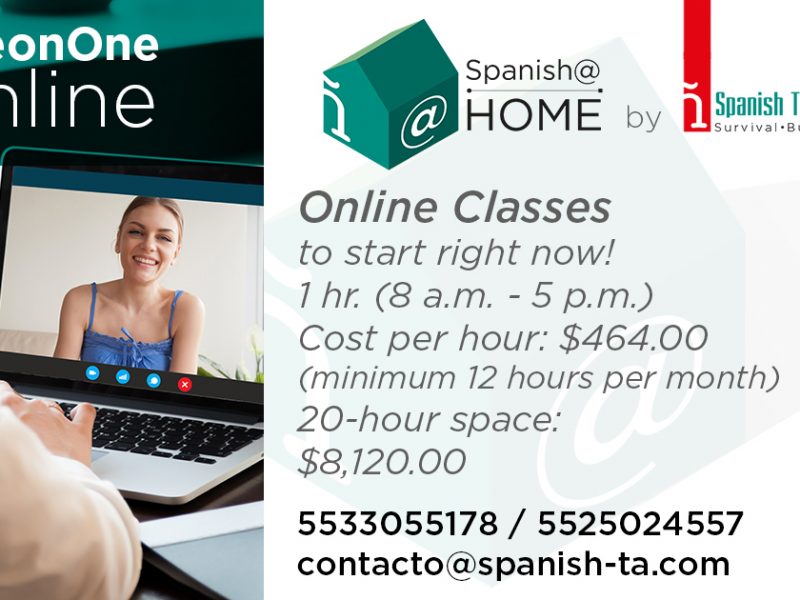 eonOne
nline
Spanish@
HOME by
ñ @
ñ Spanish T
Survival•Bu
Online Classes
to start right now!
1 hr. (8 a.m. - 5 p.m.)
Cost per hour: $464.00
(minimum 12 hours per month)
20-hour space:
$8,120.00
5533055178 / 5525024557
contacto@spanish-ta.com